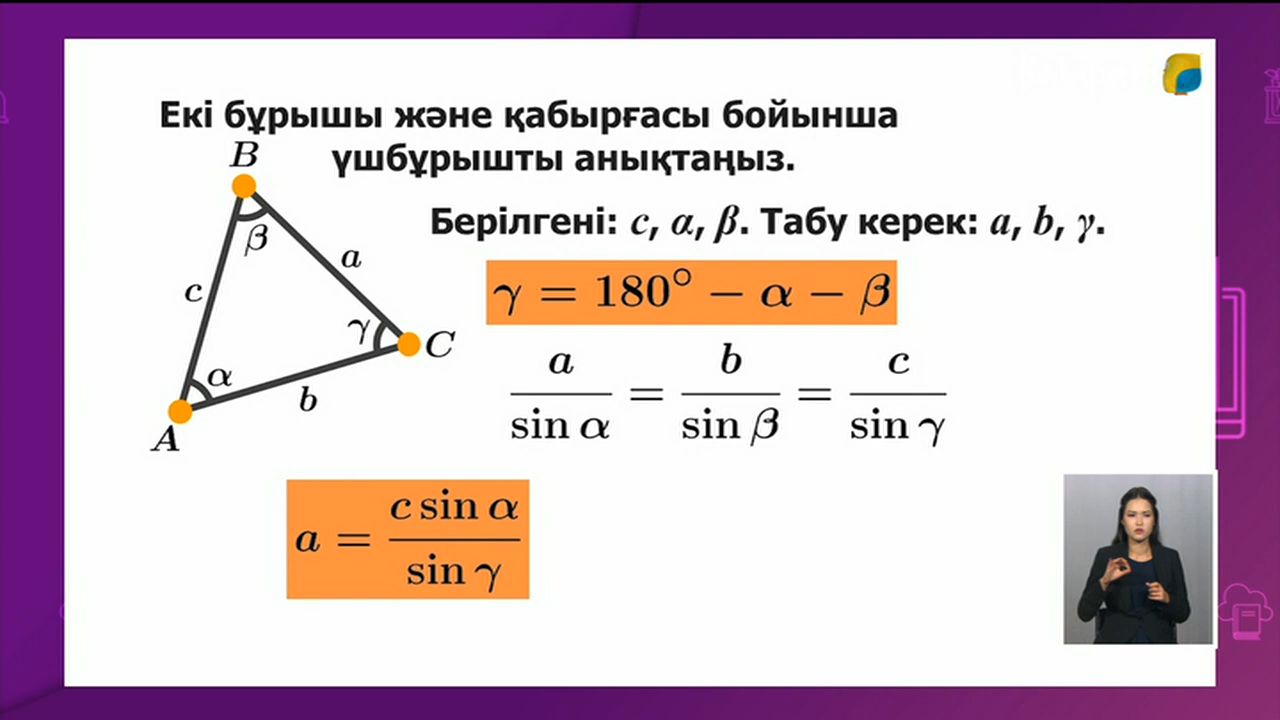 Екі бұрышы және қабырғасы бойынша
үшбұрышты анықтаңыз.
Берілгені: c, α, β. Табу керек: a, b, γ.
B
β
a
c
γ
C
α
b
A
γ = 180° − α − β
a / sin α = b / sin β = c / sin γ
a = c sin α / sin γ